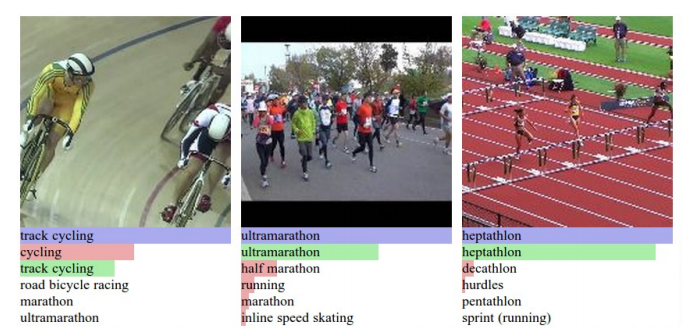 track cycling
cycling
track cycling
road bicycle racing
marathon
ultramarathon
ultramarathon
ultramarathon
half marathon
running
marathon
inline speed skating
heptathlon
heptathlon
decathlon
hurdles
pentathlon
sprint (running)